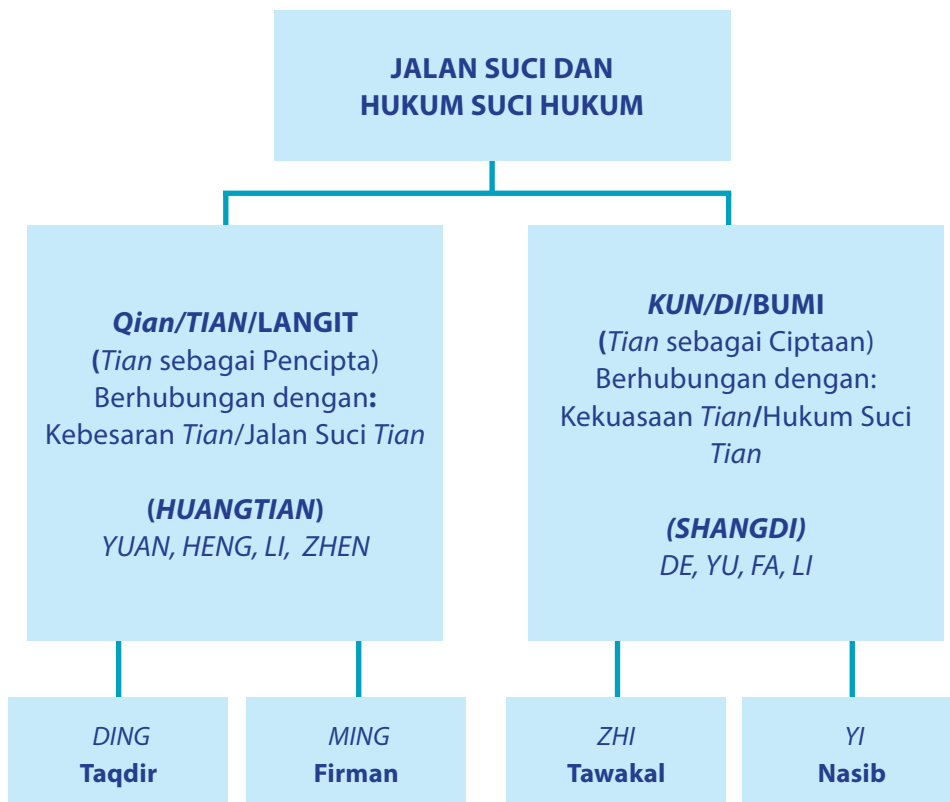 JALAN SUCI DAN
HUKUM SUCI HUKUM
Qian/TIAN/LANGIT
(Tian sebagai Pencipta)
Berhubungan dengan:
Kebesaran Tian/Jalan Suci Tian
(HUANGTIAN)
YUAN, HENG, LI, ZHEN
KUN/DI/BUMI
(Tian sebagai Ciptaan)
Berhubungan dengan:
Kekuasaan Tian/Hukum Suci
Tian
(SHANGDI)
DE, YU, FA, LI
DING
Taqdir
MING
Firman
ZHI
Tawakal
YI
Nasib